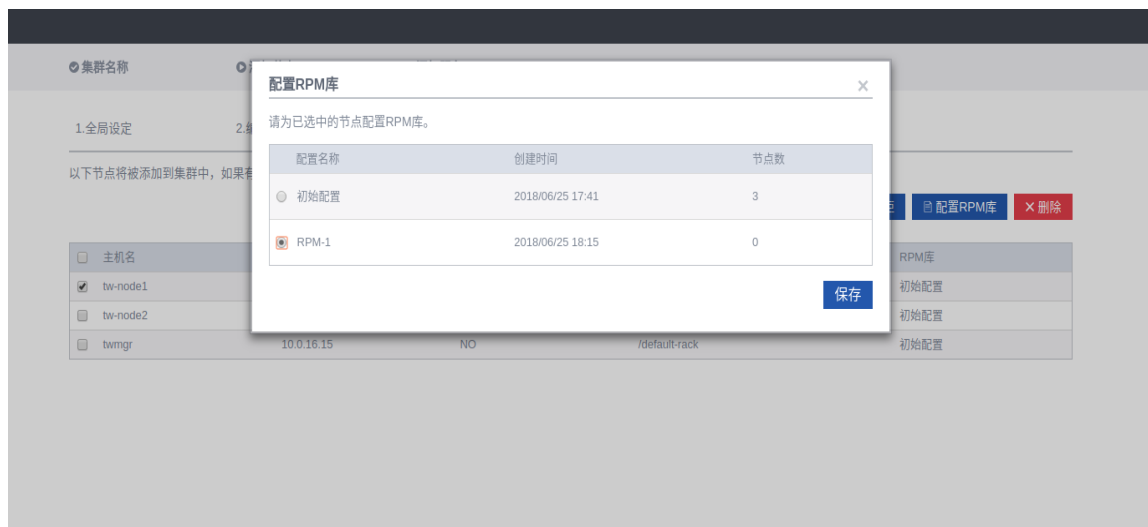 集群名称
配置RPM库
×
1.全局设定
2.编
请为已选中的节点配置RPM库。
以下节点将被添加到集群中，如果有
配置名称 创建时间 节点数
初始配置 2018/06/25 17:41 3
RPM-1 2018/06/25 18:15 0
保存
配置RPM库 删除
主机名 RPM库
tw-node1 初始配置
tw-node2 初始配置
twmgr 10.0.16.15 NO /default-rack 初始配置